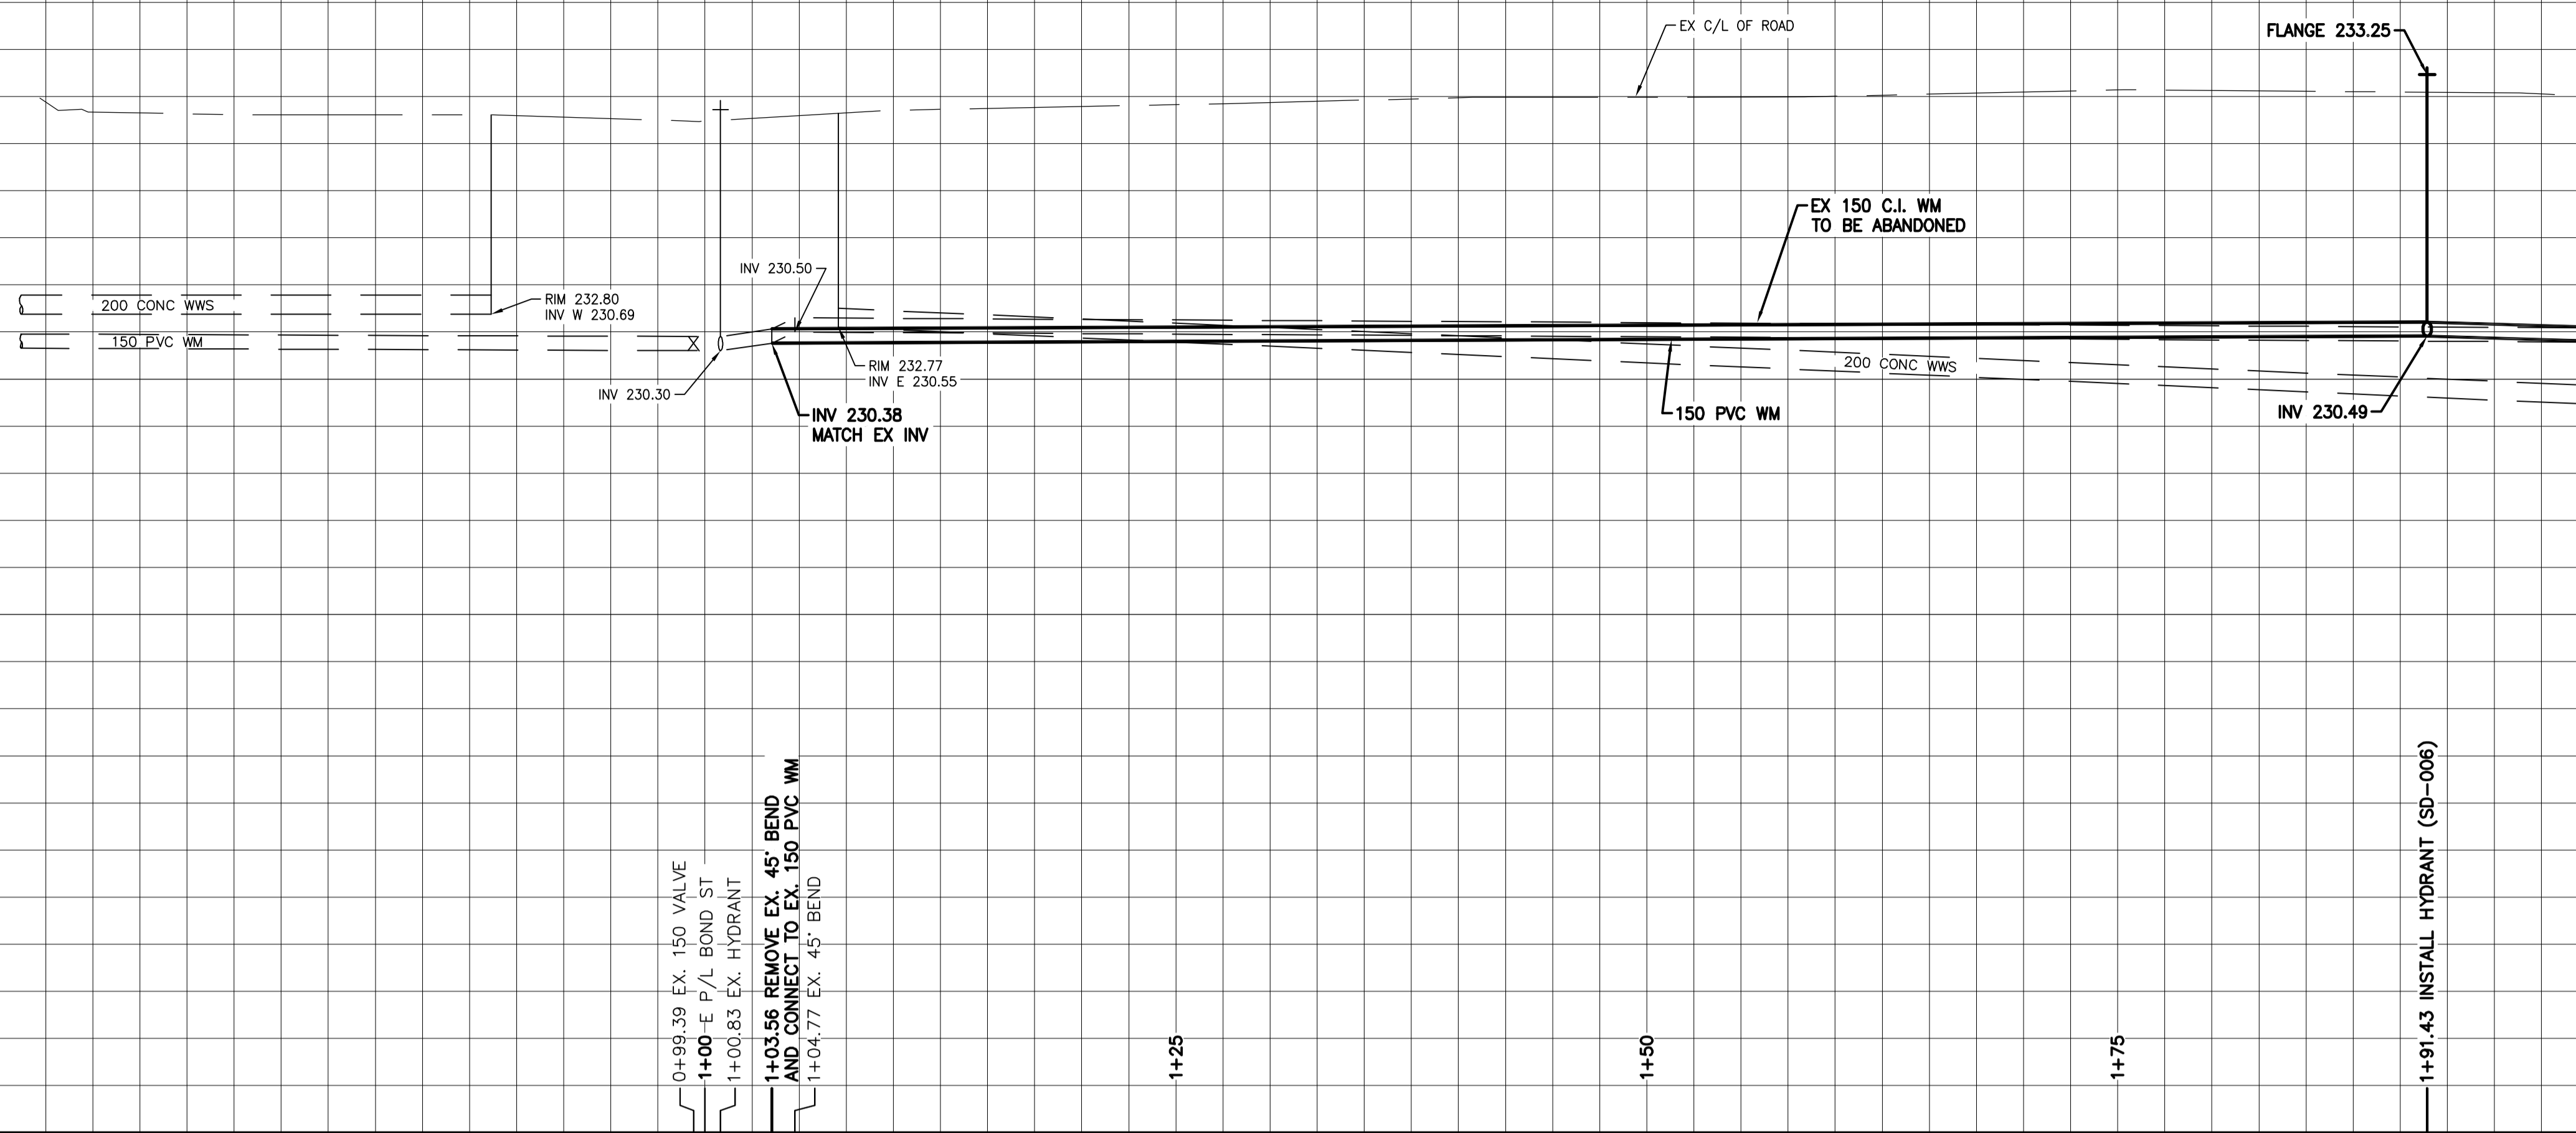 EX C/L OF ROAD
FLANGE 233.25
EX 150 C.I. WM
TO BE ABANDONED
INV 230.50
200 CONC WWS
RIM 232.80
INV W 230.69
150 PVC WM
RIM 232.77
INV E 230.55
200 CONC WWS
INV 230.30
INV 230.38
MATCH EX INV
150 PVC WM
INV 230.49
0+99.39 EX. 150 VALVE
1+00 E P/L BOND ST
1+00.83 EX. HYDRANT
1+03.56 REMOVE EX. 45° BEND
AND CONNECT TO EX. 150 PVC WM
1+04.77 EX. 45° BEND
1+25
1+50
1+75
1+91.43 INSTALL HYDRANT (SD-006)